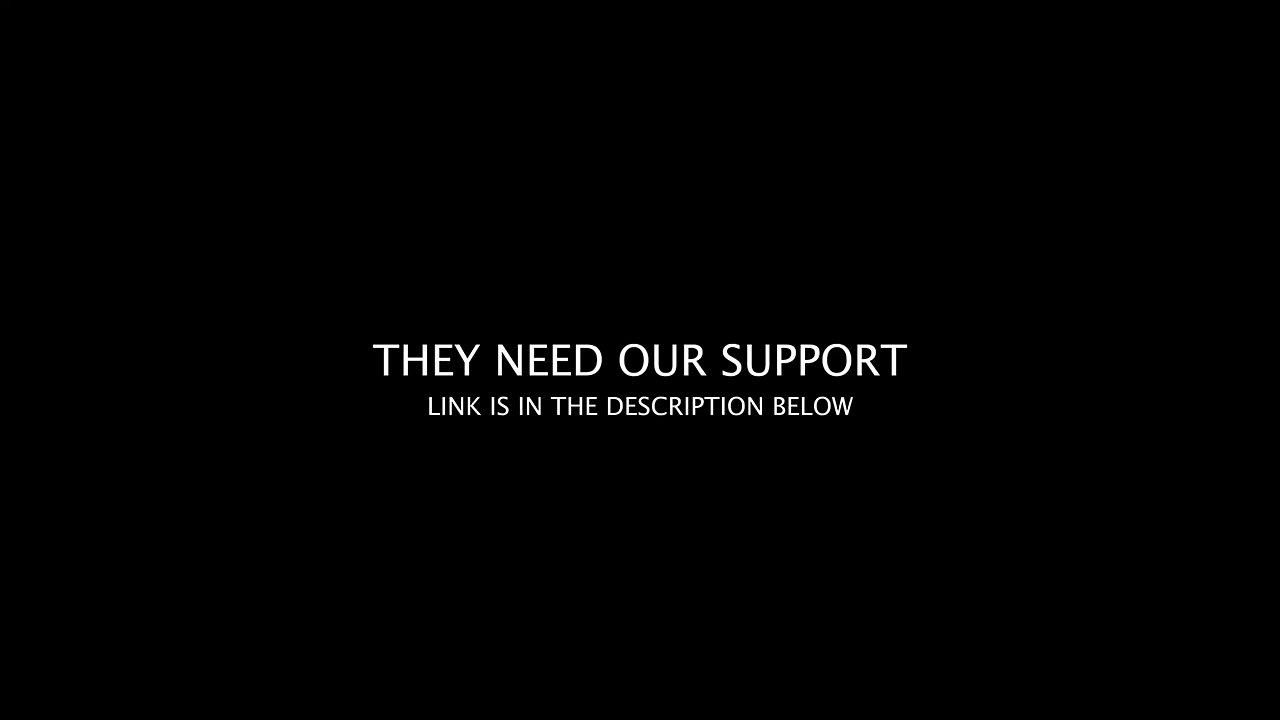 THEY NEED OUR SUPPORT
LINK IS IN THE DESCRIPTION BELOW